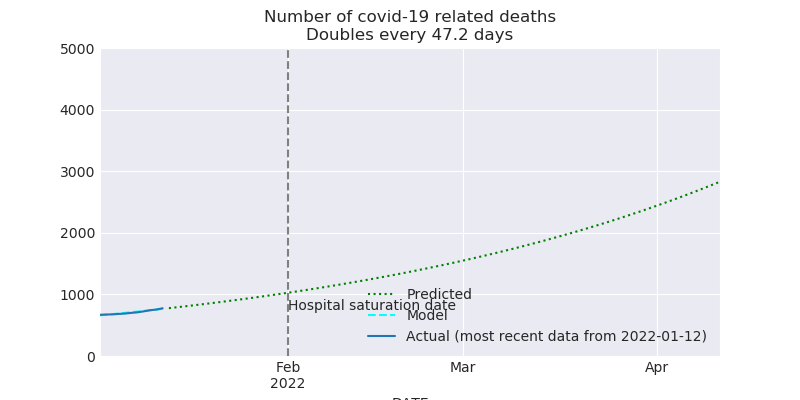 Number of covid-19 related deaths
Doubles every 47.2 days
5000
4000
3000
2000
1000
0
Predicted
Hospital saturation date
Model
Actual (most recent data from 2022-01-12)
Feb
2022
Mar
Apr
DATE